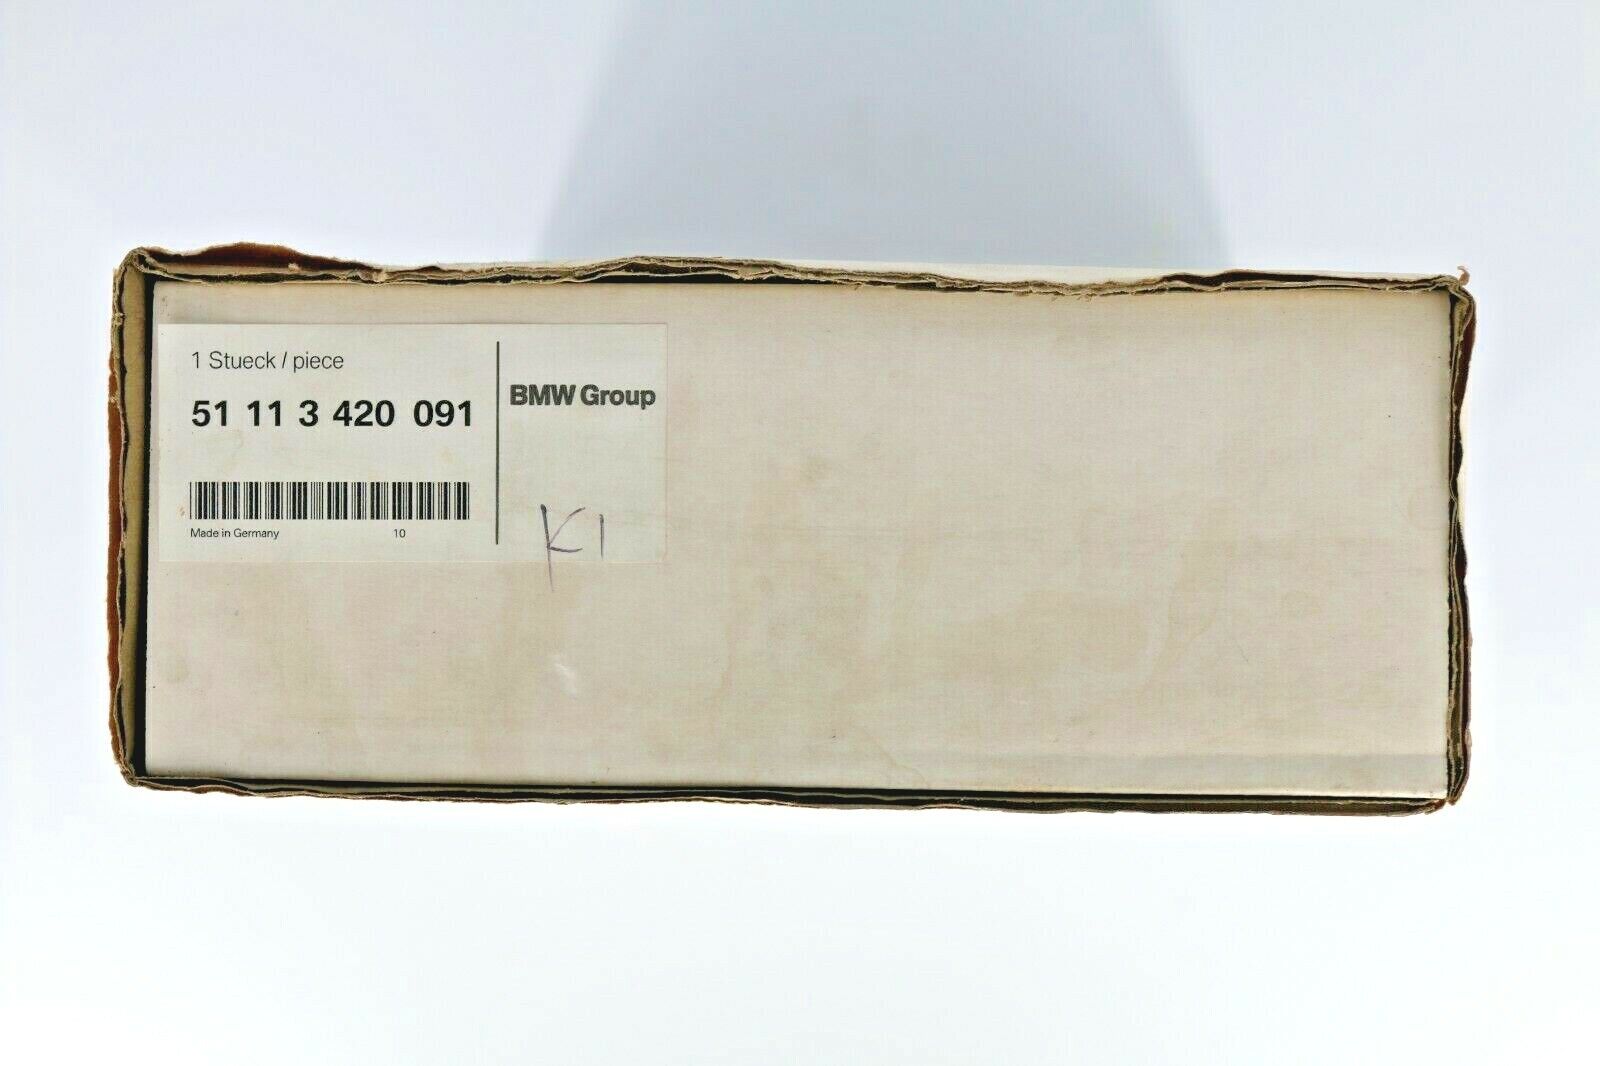 1 Stueck / piece
51 11 3 420 091
BMW Group
Made in Germany 10
K1